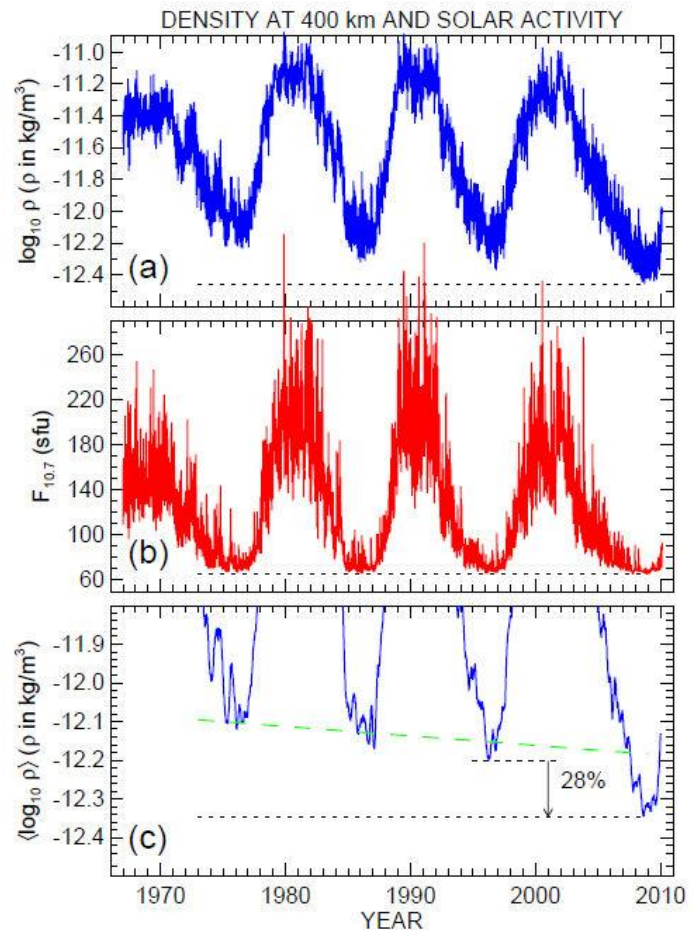 DENSITY AT 400 km AND SOLAR ACTIVITY
log₁₀ ρ ( ρ in kg/m³)
-11.0
-11.2
-11.4
-11.6
-11.8
-12.0
-12.2
-12.4
(a)
F₁₀.₇ (sfu)
260
220
180
140
100
60
(b)
⟨log₁₀ ρ⟩ ( ρ in kg/m³)
-11.9
-12.0
-12.1
-12.2
-12.3
-12.4
28%
(c)
1970 1980 1990 2000 2010
YEAR